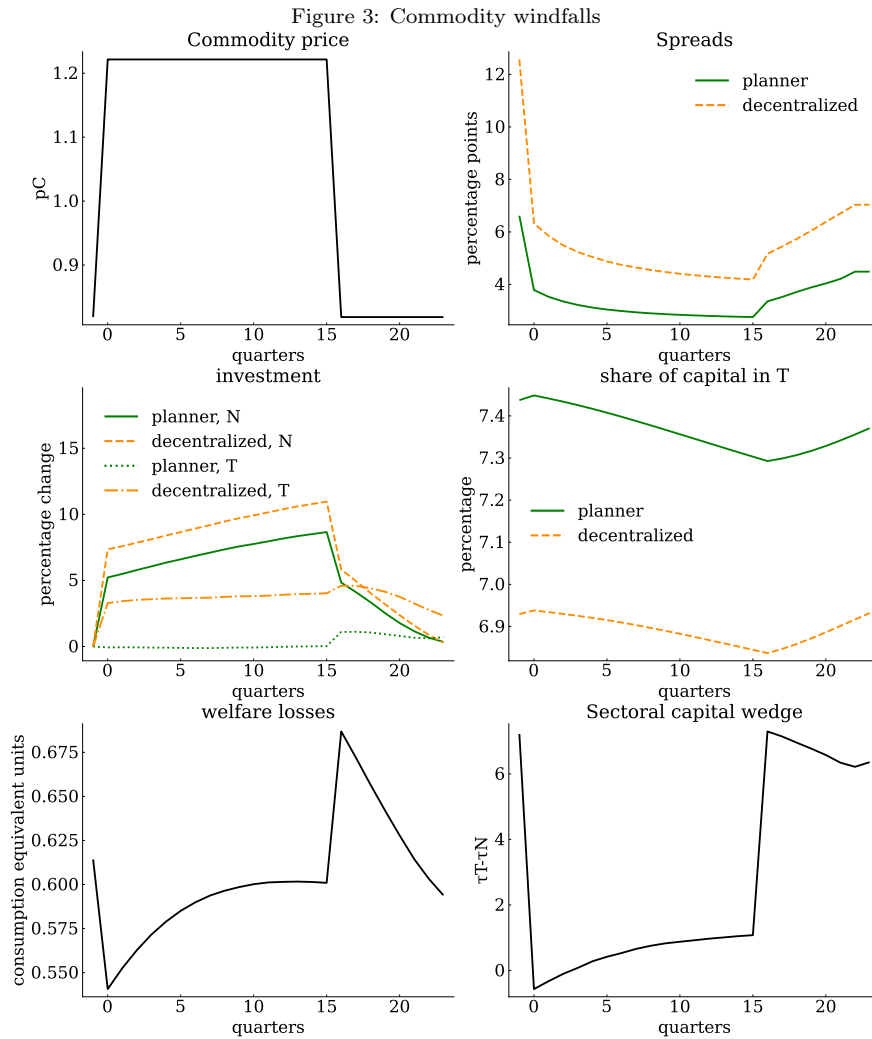 Figure 3: Commodity windfalls
Commodity price
1.2
1.1
1.0
0.9
pC
0
5
10
15
20
quarters
Spreads
planner
decentralized
12
10
8
6
4
percentage points
0
5
10
15
20
quarters
investment
planner, N
decentralized, N
planner, T
decentralized, T
15
10
5
0
percentage change
0
5
10
15
20
quarters
share of capital in T
planner
decentralized
7.4
7.3
7.2
7.1
7.0
6.9
percentage
0
5
10
15
20
quarters
welfare losses
0.675
0.650
0.625
0.600
0.575
0.550
consumption equivalent units
0
5
10
15
20
quarters
Sectoral capital wedge
6
4
2
0
τT-τN
0
5
10
15
20
quarters